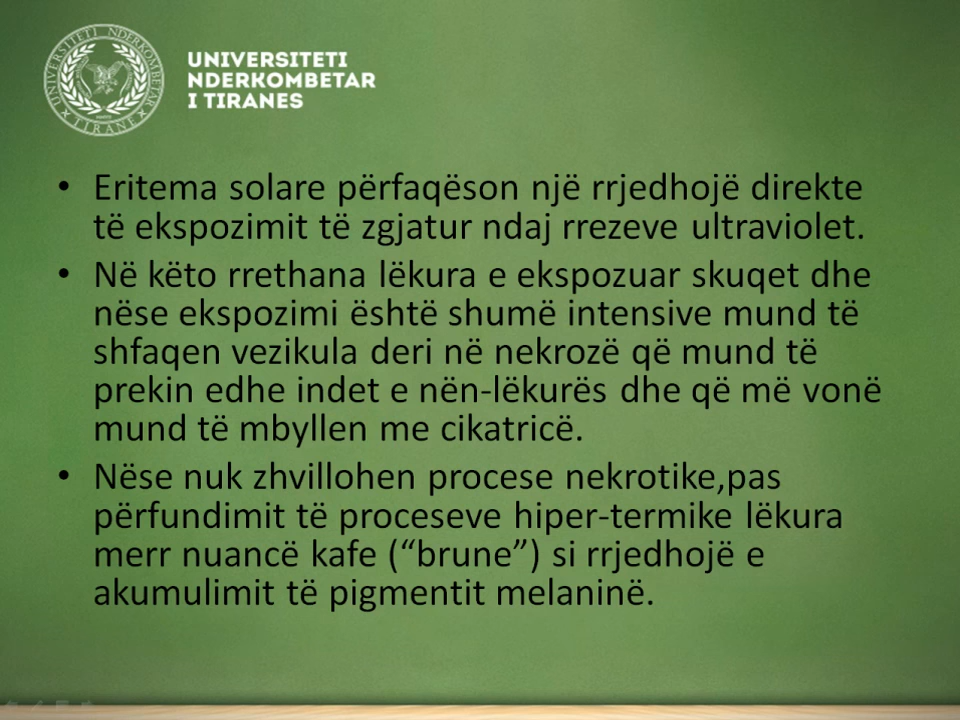 UNIVERSITETI NDERKOMBETAR
TIRANE
UNIVERSITETI
NDERKOMBETAR
I TIRANES
• Eritema solare përfaqëson një rrjedhojë direkte
të ekspozimit të zgjatur ndaj rrezeve ultraviolet.
• Në këto rrethana lëkura e ekspozuar skuqet dhe
nëse ekspozimi është shumë intensive mund të
shfaqen vezikula deri në nekrozë që mund të
prekin edhe indet e nën-lëkurës dhe që më vonë
mund të mbyllen me cikatricë.
• Nëse nuk zhvillohen procese nekrotike,pas
përfundimit të proceseve hiper-termike lëkura
merr nuancë kafe (“brune”) si rrjedhojë e
akumulimit të pigmentit melaninë.